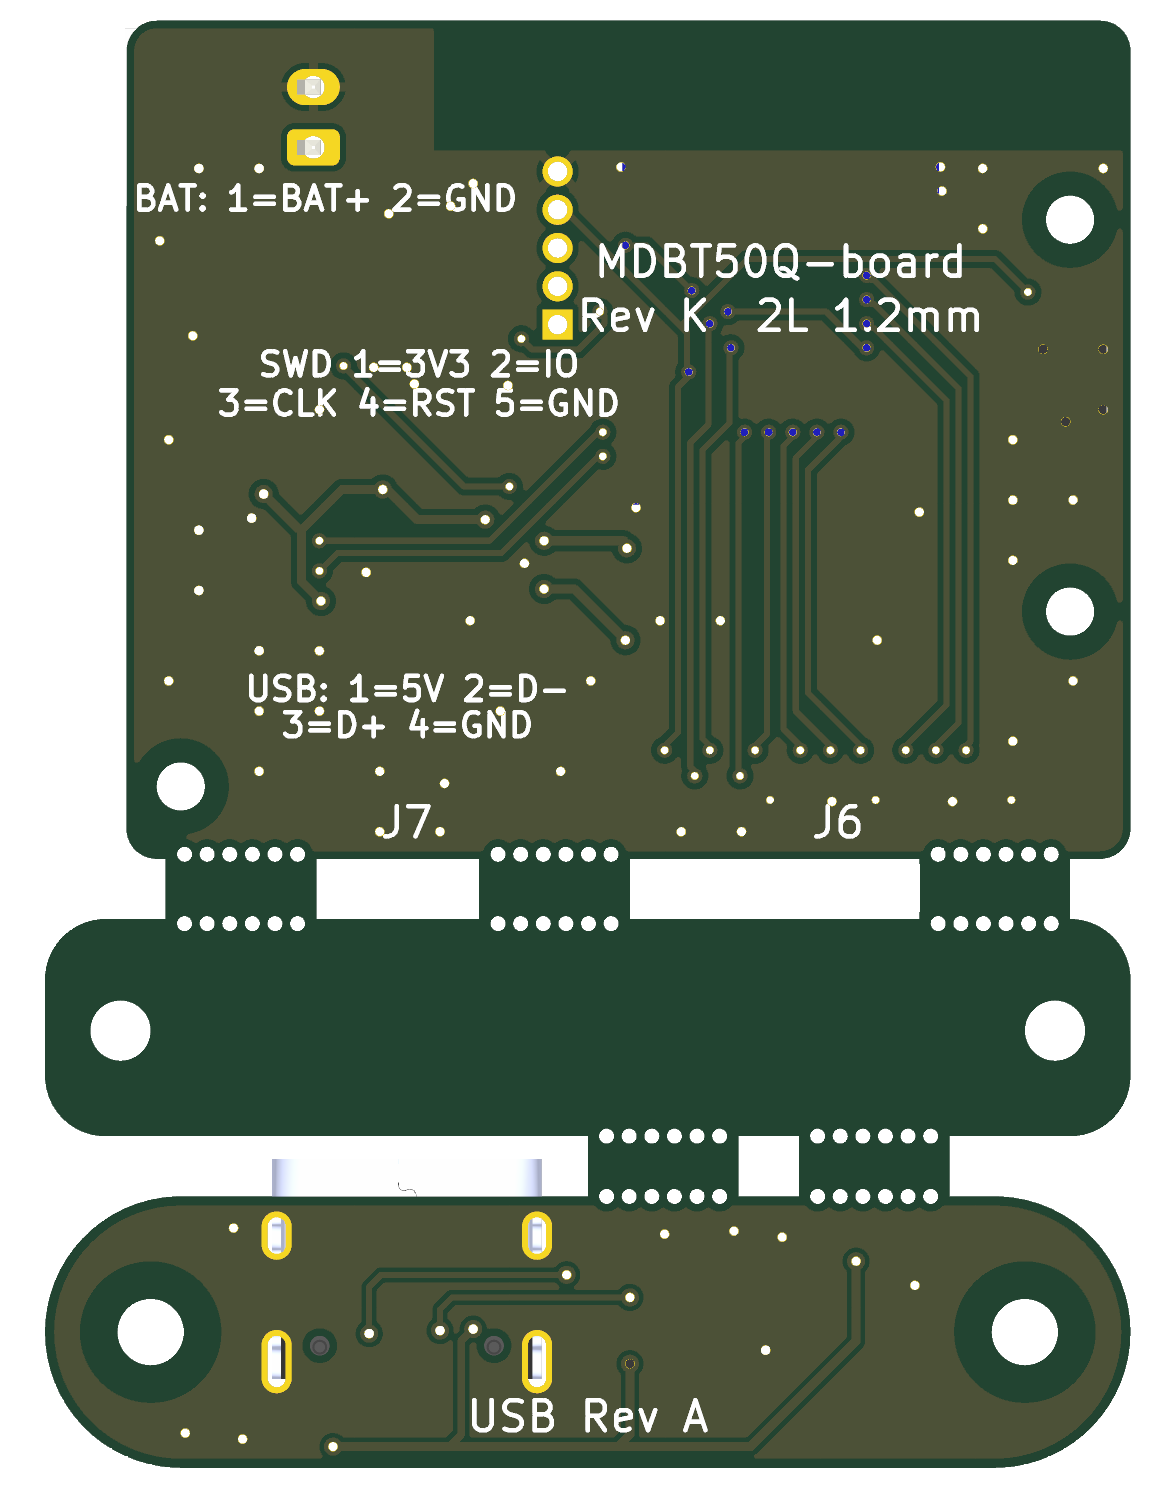 BAT: 1=BAT+ 2=GND
MDBT50Q-board
Rev K  2L 1.2mm
SWD 1=3V3 2=IO
3=CLK 4=RST 5=GND
USB: 1=5V 2=D-
3=D+ 4=GND
J7
J6
USB Rev A